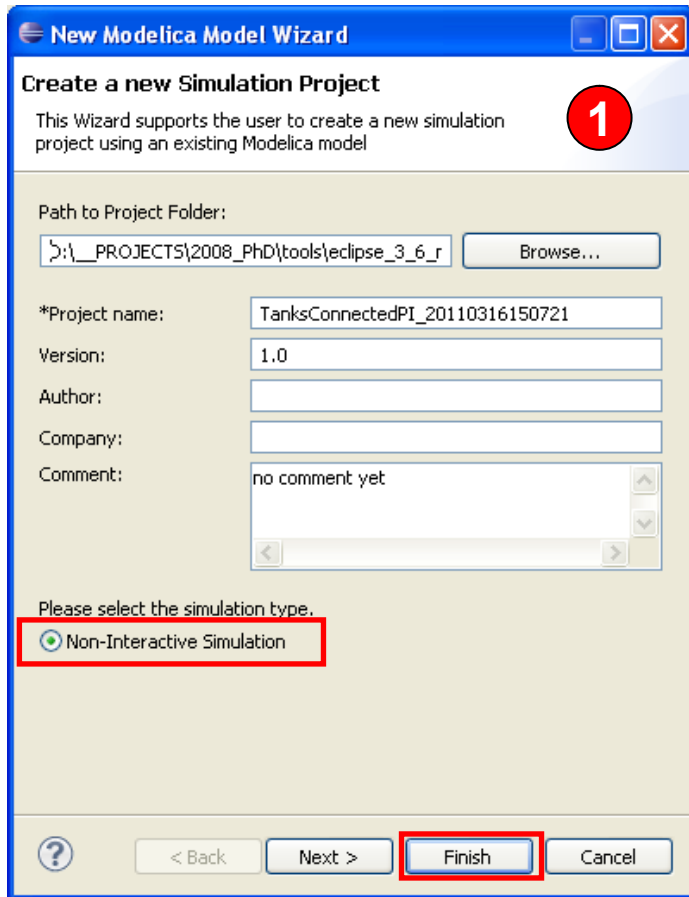 New Modelica Model Wizard
Create a new Simulation Project
This Wizard supports the user to create a new simulation
project using an existing Modelica model
1
Path to Project Folder:
:\__PROJECTS\2008_PhD\tools\eclipse_3_6_r
Browse...
*Project name:
TanksConnectedPI_20110316150721
Version:
1.0
Author:
Company:
Comment:
no comment yet
Please select the simulation type.
Non-Interactive Simulation
?
< Back
Next >
Finish
Cancel